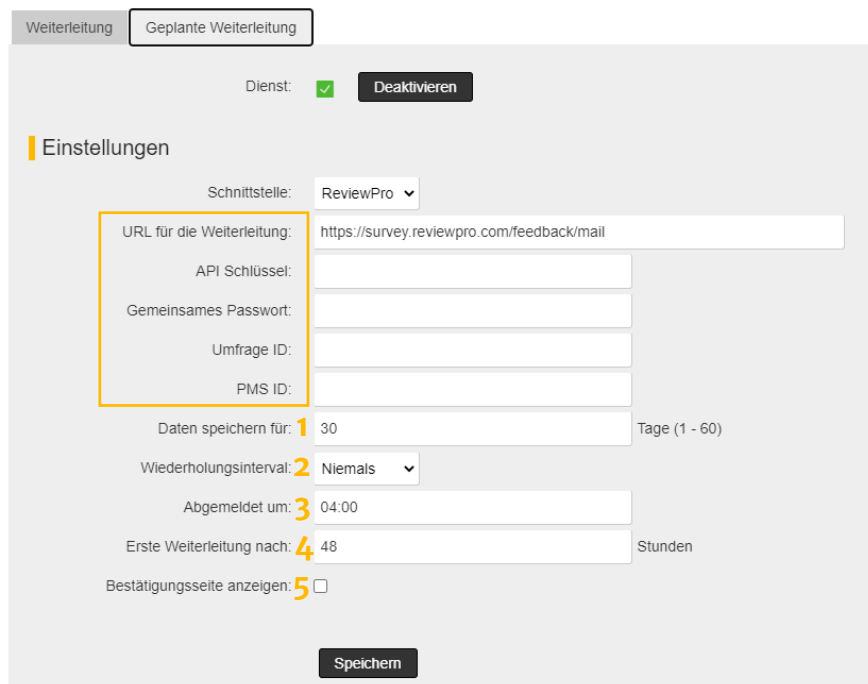 Weiterleitung Geplante Weiterleitung
Dienst: Deaktivieren
Einstellungen
Schnittstelle: ReviewPro
URL für die Weiterleitung: https://survey.reviewpro.com/feedback/mail
API Schlüssel:
Gemeinsames Passwort:
Umfrage ID:
PMS ID:
Daten speichern für: 1 30 Tage (1 - 60)
Wiederholungsinterval: 2 Niemals
Abgemeldet um: 3 04:00
Erste Weiterleitung nach: 4 48 Stunden
Bestätigungsseite anzeigen: 5
Speichern